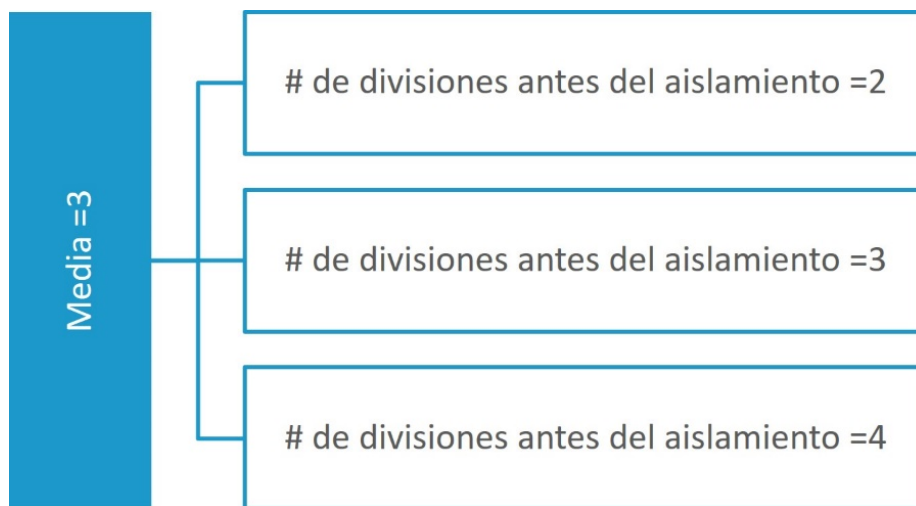 Media =3
# de divisiones antes del aislamiento =2
# de divisiones antes del aislamiento =3
# de divisiones antes del aislamiento =4